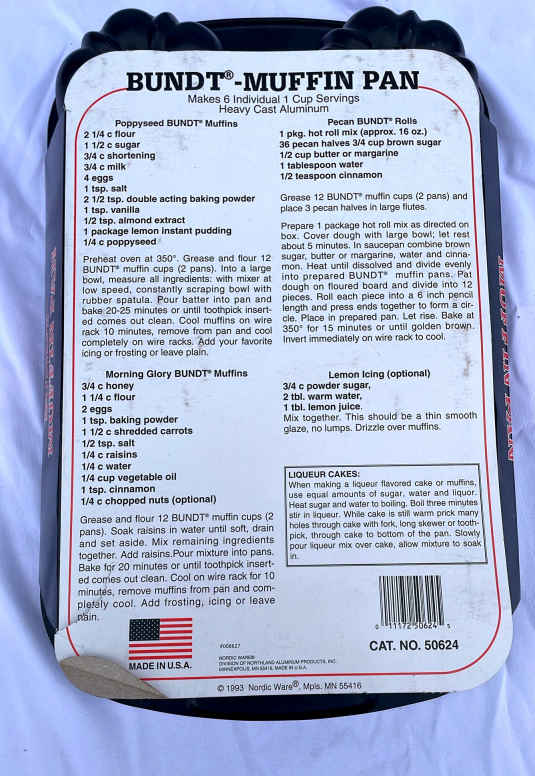 BUNDT®-MUFFIN PAN
Makes 6 Individual 1 Cup Servings
Heavy Cast Aluminum
Poppyseed BUNDT® Muffins
2 1/4 c flour
1 1/2 c sugar
3/4 c shortening
3/4 c milk
4 eggs
1 tsp. salt
2 1/2 tsp. double acting baking powder
1 tsp. vanilla
1/2 tsp. almond extract
1 package lemon instant pudding
1/4 c poppyseed
Preheat oven at 350°. Grease and flour 12
BUNDT® muffin cups (2 pans). Into a large
bowl, measure all ingredients: with mixer at
low speed, constantly scraping bowl with
rubber spatula. Pour batter into pan and
bake 20-25 minutes or until toothpick insert-
ed comes out clean. Cool muffins on wire
rack 10 minutes, remove from pan and cool
completely on wire racks. Add your favorite
icing or frosting or leave plain.
Morning Glory BUNDT® Muffins
3/4 c honey
1 1/4 c flour
2 eggs
1 tsp. baking powder
1 1/2 c shredded carrots
1/2 tsp. salt
1/4 c raisins
1/4 c water
1/4 cup vegetable oil
1 tsp. cinnamon
1/4 c chopped nuts (optional)
Grease and flour 12 BUNDT® muffin cups (2
pans). Soak raisins in water until soft, drain
and set aside. Mix remaining ingredients
together. Add raisins.Pour mixture into pans.
Bake for 20 minutes or until toothpick insert-
ed comes out clean. Cool on wire rack for 10
minutes, remove muffins from pan and com-
pletely cool. Add frosting, icing or leave
plain.
Pecan BUNDT® Rolls
1 pkg. hot roll mix (approx. 16 oz.)
36 pecan halves 3/4 cup brown sugar
1/2 cup butter or margarine
1 tablespoon water
1/2 teaspoon cinnamon
Grease 12 BUNDT® muffin cups (2 pans) and
place 3 pecan halves in large flutes.
Prepare 1 package hot roll mix as directed on
box. Cover dough with large bowl; let rest
about 5 minutes. In saucepan combine brown
sugar, butter or margarine, water and cinna-
mon. Heat until dissolved and divide evenly
into prepared BUNDT® muffin pans. Pat
dough on floured board and divide into 12
pieces. Roll each piece into a 6 inch pencil
length and press ends together to form a cir-
cle. Place in prepared pan. Let rise. Bake at
350° for 15 minutes or until golden brown.
Invert immediately on wire rack to cool.
Lemon Icing (optional)
3/4 c powder sugar,
2 tbl. warm water,
1 tbl. lemon juice.
Mix together. This should be a thin smooth
glaze, no lumps. Drizzle over muffins.
LIQUEUR CAKES:
When making a liqueur flavored cake or muffins,
use equal amounts of sugar, water and liquor.
Heat sugar and water to boiling. Boil three minutes
stir in liqueur. While cake is still warm prick many
holes through cake with fork, long skewer or tooth-
pick, through cake to bottom of the pan. Slowly
pour liqueur mix over cake, allow mixture to soak
in.
0 11172 50624 5
CAT. NO. 50624
MADE IN U.S.A.
NORDIC WARE®
DIVISION OF NORTHLAND ALUMINUM PRODUCTS, INC.
MINNEAPOLIS, MN 55416, MADE IN U.S.A.
© 1993 Nordic Ware®, Mpls, MN 55416